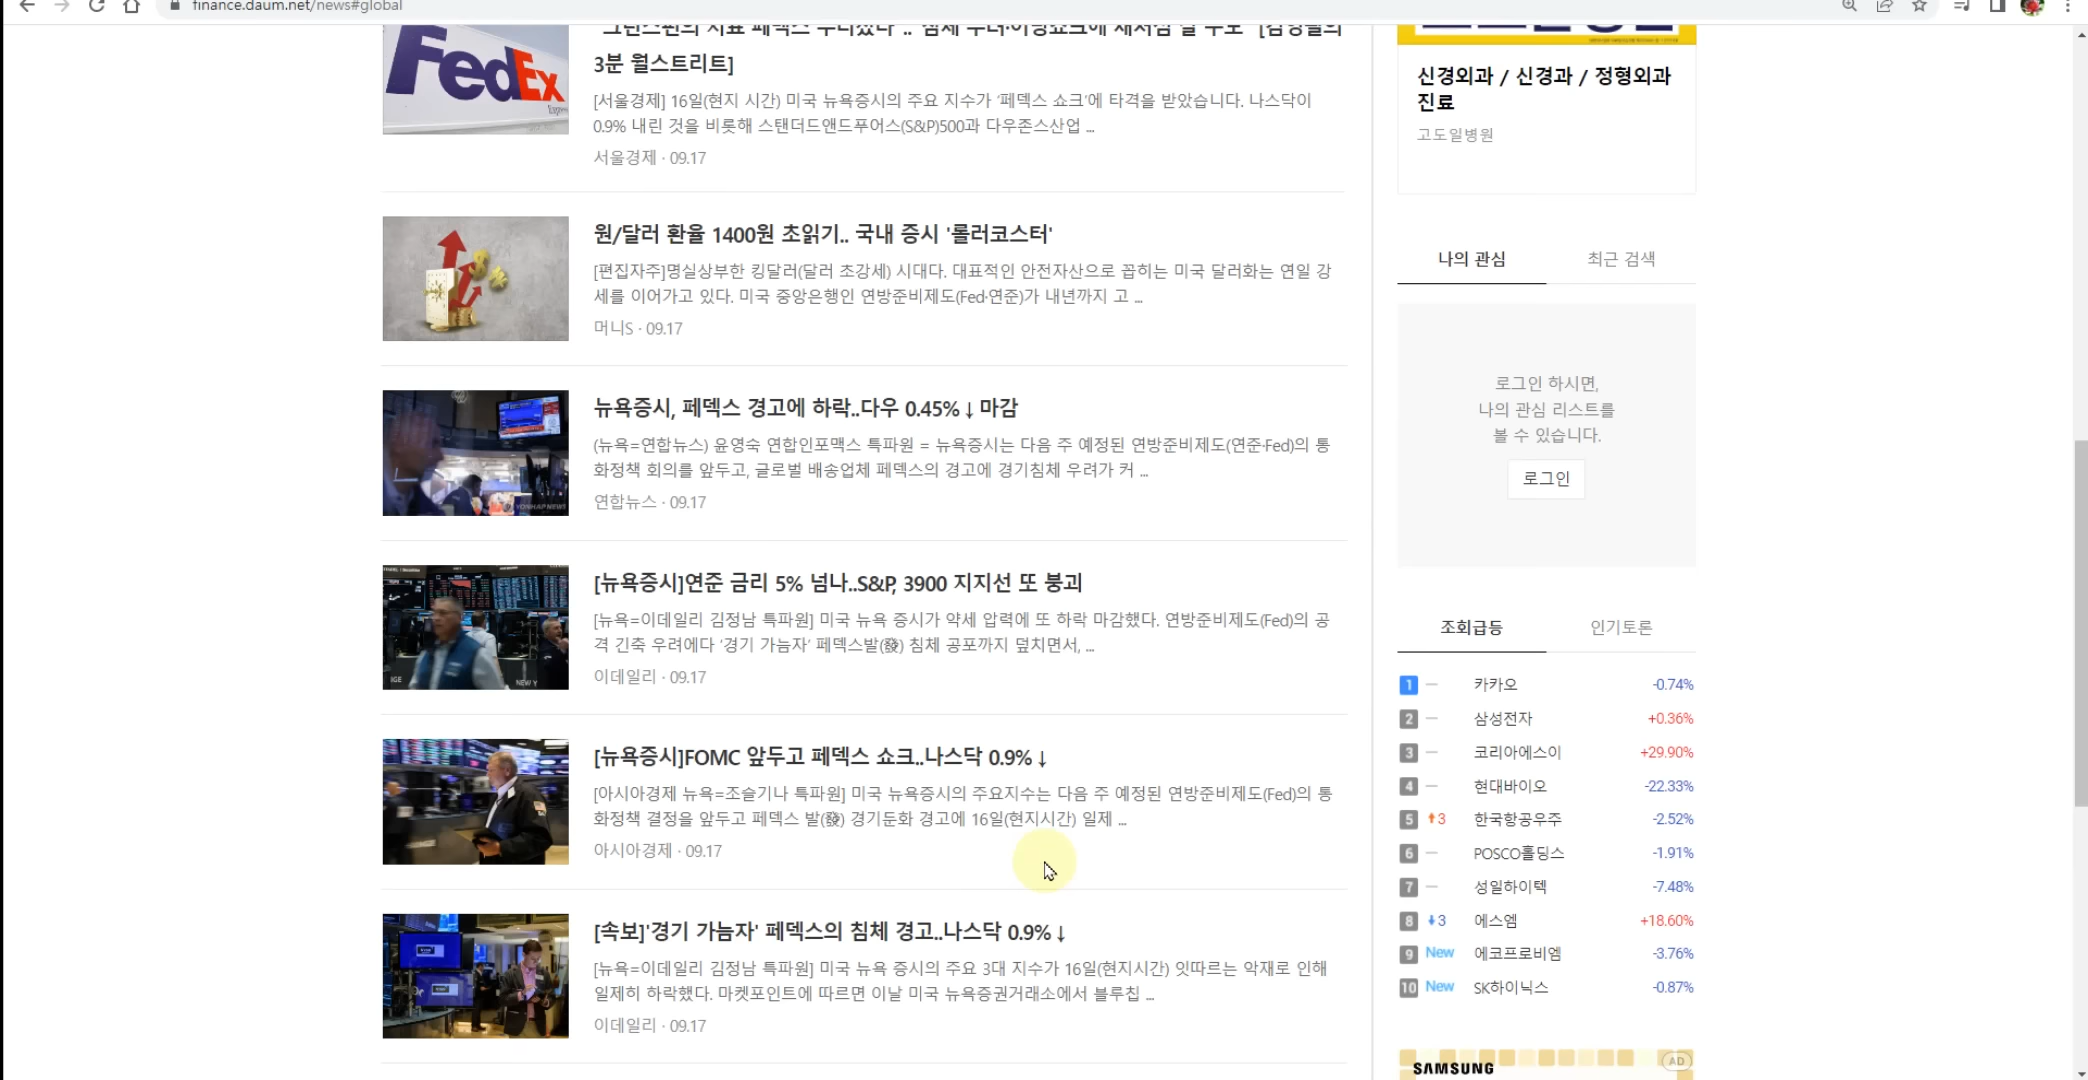 finance.daum.net/news#global
FedEx
Express
"그린스펀의 지표 페덱스 무너졌다".. 침체 우려
3분 월스트리트]
[서울경제] 16일(현지 시간) 미국 뉴욕증시의 주요 지수가 '페덱스 쇼크'에 타격을 받았습니다. 나스닥이
0.9% 내린 것을 비롯해 스탠더드앤드푸어스(S&P)500과 다우존스산업 ...
서울경제 · 09.17
원/달러 환율 1400원 초읽기.. 국내 증시 '롤러코스터'
[편집자주]명실상부한 킹달러(달러 초강세) 시대다. 대표적인 안전자산으로 꼽히는 미국 달러화는 연일 강
세를 이어가고 있다. 미국 중앙은행인 연방준비제도(Fed·연준)가 내년까지 고 ...
머니S · 09.17
뉴욕증시, 페덱스 경고에 하락..다우 0.45%↓마감
(뉴욕=연합뉴스) 윤영숙 연합인포맥스 특파원 = 뉴욕증시는 다음 주 예정된 연방준비제도(연준·Fed)의 통
화정책 회의를 앞두고, 글로벌 배송업체 페덱스의 경고에 경기침체 우려가 커 ...
연합뉴스 · 09.17
YONHAP NEWS
[뉴욕증시]연준 금리 5% 넘나..S&P, 3900 지지선 또 붕괴
[뉴욕=이데일리 김정남 특파원] 미국 뉴욕 증시가 약세 압력에 또 하락 마감했다. 연방준비제도(Fed)의 공
격 긴축 우려에다 '경기 가늠자' 페덱스발(發) 침체 공포까지 덮치면서, ...
이데일리 · 09.17
IGE
NEW Y
[뉴욕증시]FOMC 앞두고 페덱스 쇼크..나스닥 0.9%↓
[아시아경제 뉴욕=조슬기나 특파원] 미국 뉴욕증시의 주요지수는 다음 주 예정된 연방준비제도(Fed)의 통
화정책 결정을 앞두고 페덱스 발(發) 경기둔화 경고에 16일(현지시간) 일제 ...
아시아경제 · 09.17
[속보]'경기 가늠자' 페덱스의 침체 경고..나스닥 0.9%↓
[뉴욕=이데일리 김정남 특파원] 미국 뉴욕 증시의 주요 3대 지수가 16일(현지시간) 잇따르는 악재로 인해
일제히 하락했다. 마켓포인트에 따르면 이날 미국 뉴욕증권거래소에서 블루칩 ...
이데일리 · 09.17
신경외과 / 신경과 / 정형외과
진료
고도일병원
나의 관심 최근 검색
로그인 하시면,
나의 관심 리스트를
볼 수 있습니다.
로그인
조회급등 인기토론
1 – 카카오 -0.74%
2 – 삼성전자 +0.36%
3 – 코리아에스이 +29.90%
4 – 현대바이오 -22.33%
5 ↑3 한국항공우주 -2.52%
6 – POSCO홀딩스 -1.91%
7 – 성일하이텍 -7.48%
8 ↓3 에스엠 +18.60%
9 New 에코프로비엠 -3.76%
10 New SK하이닉스 -0.87%
AD
SAMSUNG